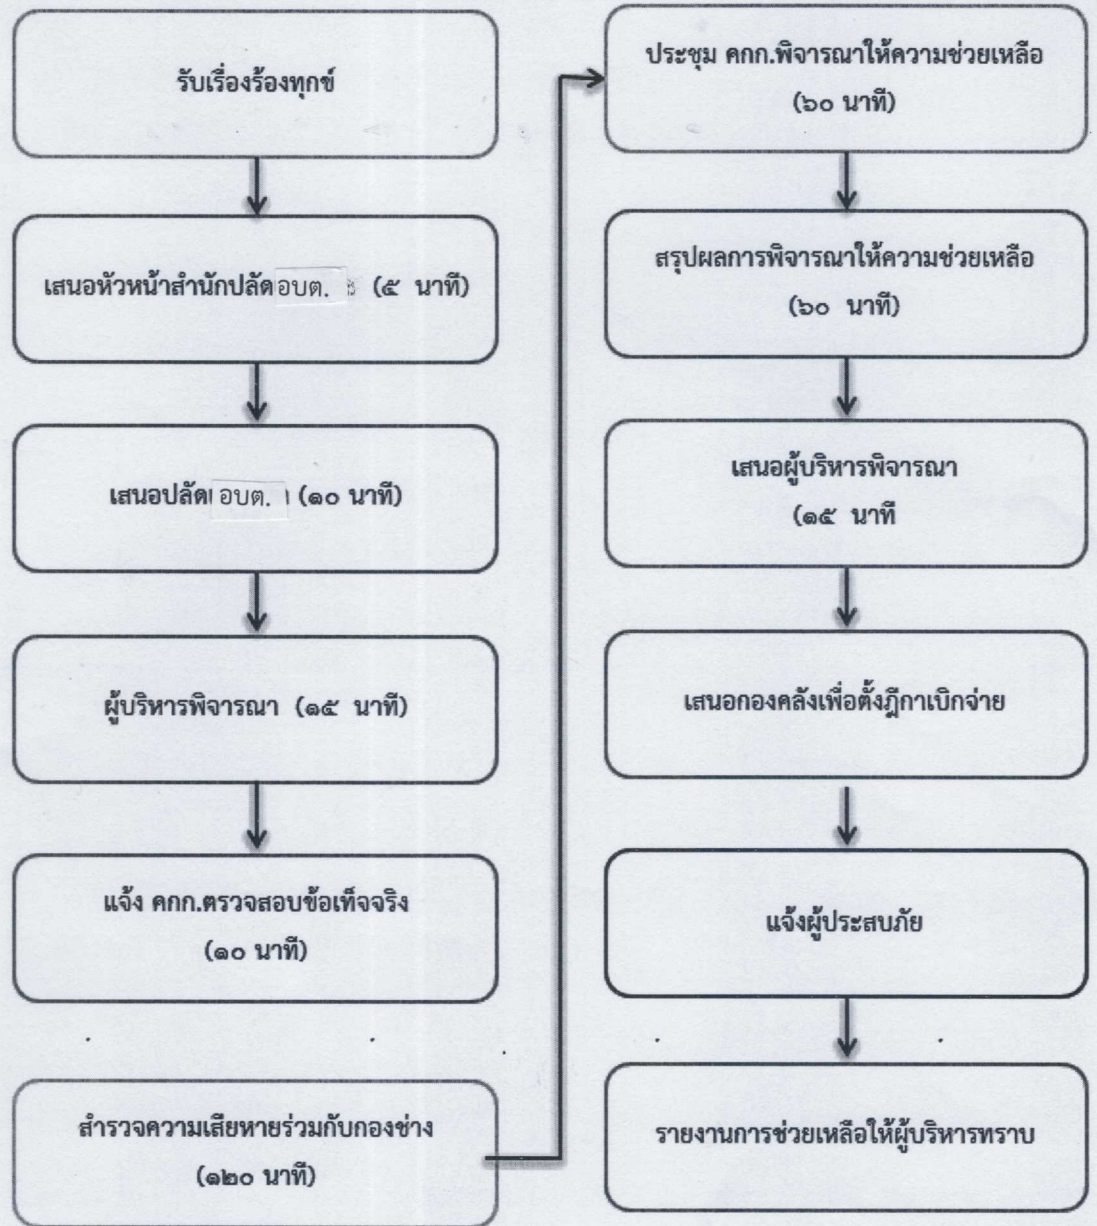 รับเรื่องร้องทุกข์
เสนอหัวหน้าสำนักปลัดอบต. (๕ นาที)
เสนอปลัดอบต. (๑๐ นาที)
ผู้บริหารพิจารณา (๑๕ นาที)
แจ้ง คกก.ตรวจสอบข้อเท็จจริง
(๑๐ นาที)
สำรวจความเสียหายร่วมกับกองช่าง
(๑๒๐ นาที)
ประชุม คกก.พิจารณาให้ความช่วยเหลือ
(๖๐ นาที)
สรุปผลการพิจารณาให้ความช่วยเหลือ
(๖๐ นาที)
เสนอผู้บริหารพิจารณา
(๑๕ นาที
เสนอกองคลังเพื่อตั้งฎีกาเบิกจ่าย
แจ้งผู้ประสบภัย
รายงานการช่วยเหลือให้ผู้บริหารทราบ